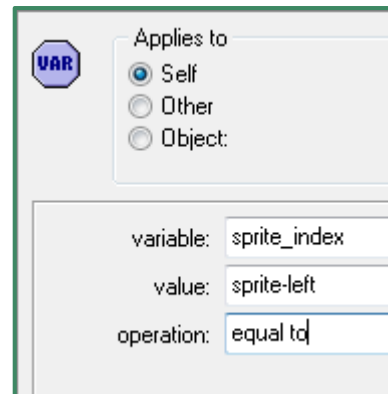 VAR
Applies to
Self
Other
Object:
variable: sprite_index
value: sprite-left
operation: equal to